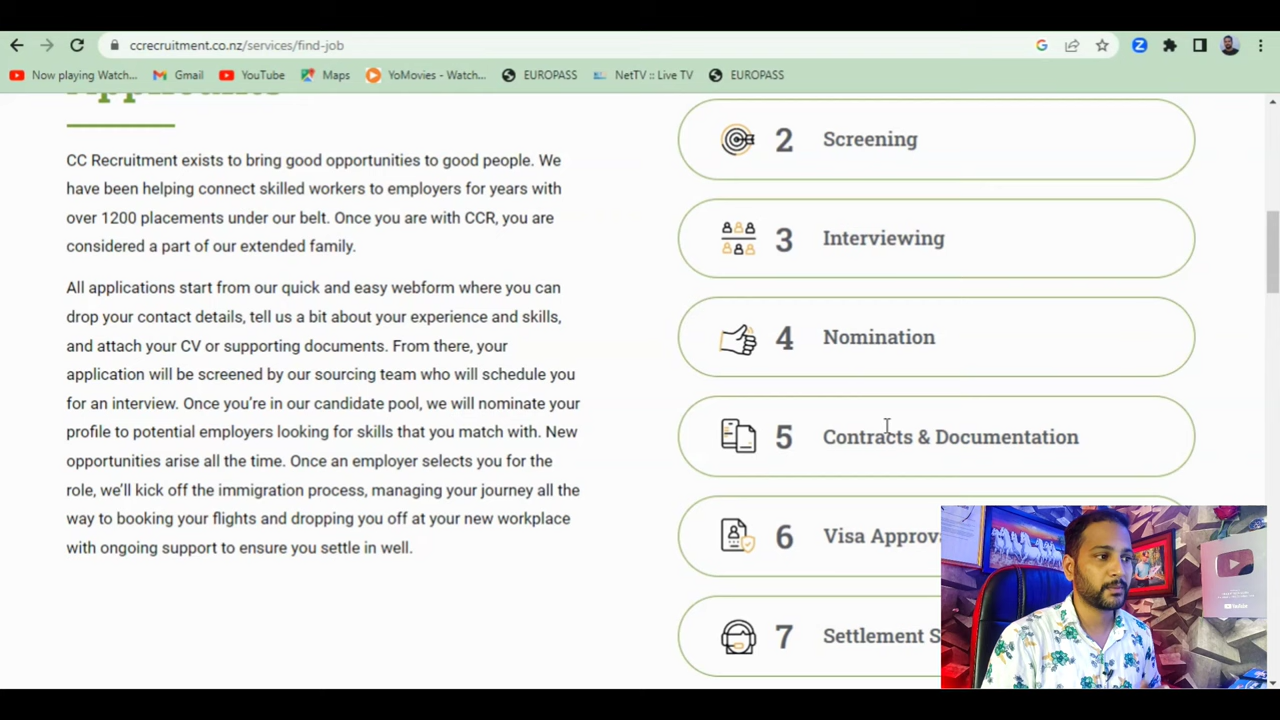 ccrecruitment.co.nz/services/find-job
Now playing Watch... Gmail YouTube Maps YoMovies - Watch... EUROPASS NetTV :: Live TV EUROPASS
CC Recruitment exists to bring good opportunities to good people. We
have been helping connect skilled workers to employers for years with
over 1200 placements under our belt. Once you are with CCR, you are
considered a part of our extended family.
All applications start from our quick and easy webform where you can
drop your contact details, tell us a bit about your experience and skills,
and attach your CV or supporting documents. From there, your
application will be screened by our sourcing team who will schedule you
for an interview. Once you’re in our candidate pool, we will nominate your
profile to potential employers looking for skills that you match with. New
opportunities arise all the time. Once an employer selects you for the
role, we’ll kick off the immigration process, managing your journey all the
way to booking your flights and dropping you off at your new workplace
with ongoing support to ensure you settle in well.
2 Screening
3 Interviewing
4 Nomination
5 Contracts & Documentation
6 Visa Approv
7 Settlement S
YouTube